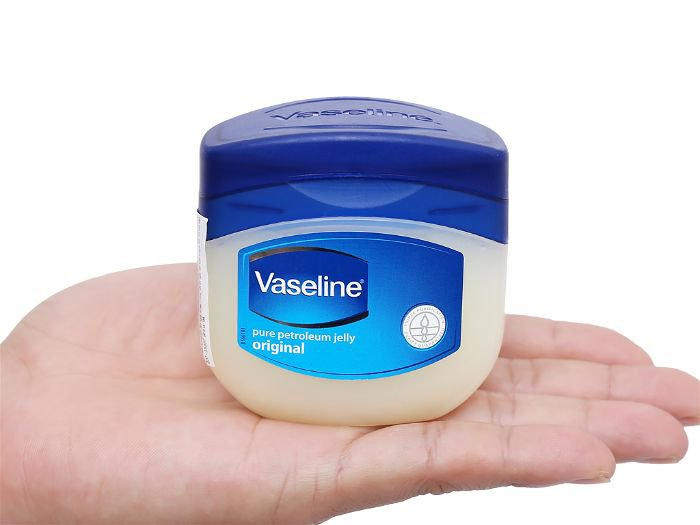 Vaseline
Vaseline®
pure petroleum jelly
original